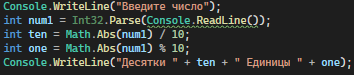 Console.WriteLine("Введите число");
int num1 = Int32.Parse(Console.ReadLine());
int ten = Math.Abs(num1) / 10;
int one = Math.Abs(num1) % 10;
Console.WriteLine("Десятки " + ten + " Единицы " + one);